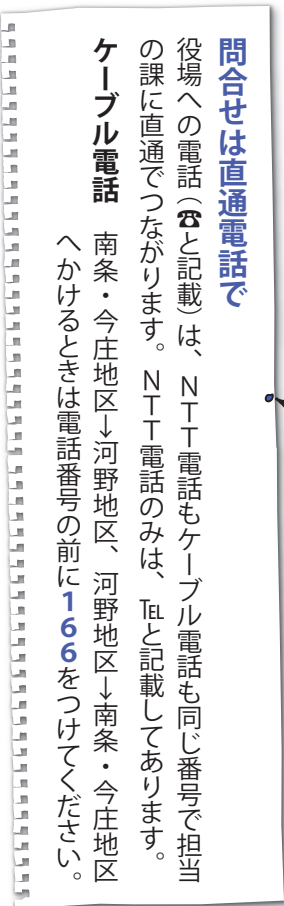 問合せは直通電話で
役場への電話(☎と記載)は、NTT電話もケーブル電話も同じ番号で担当
の課に直通でつながります。NTT電話のみは、℡と記載してあります。
ケーブル電話 南条・今庄地区→河野地区、河野地区→南条・今庄地区
へかけるときは電話番号の前に166をつけてください。